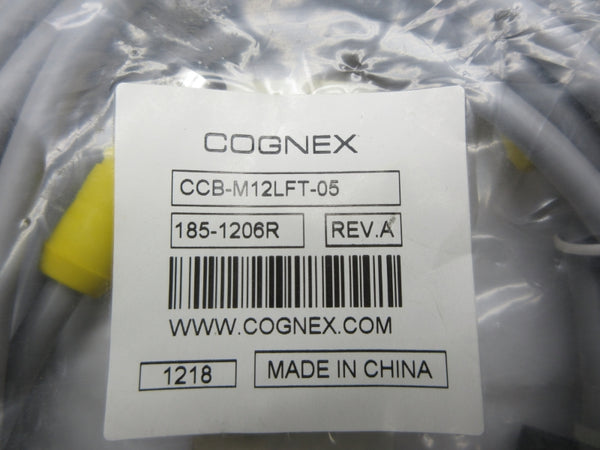 COGNEX
CCB-M12LFT-05
185-1206R REV.A
WWW.COGNEX.COM
1218 MADE IN CHINA